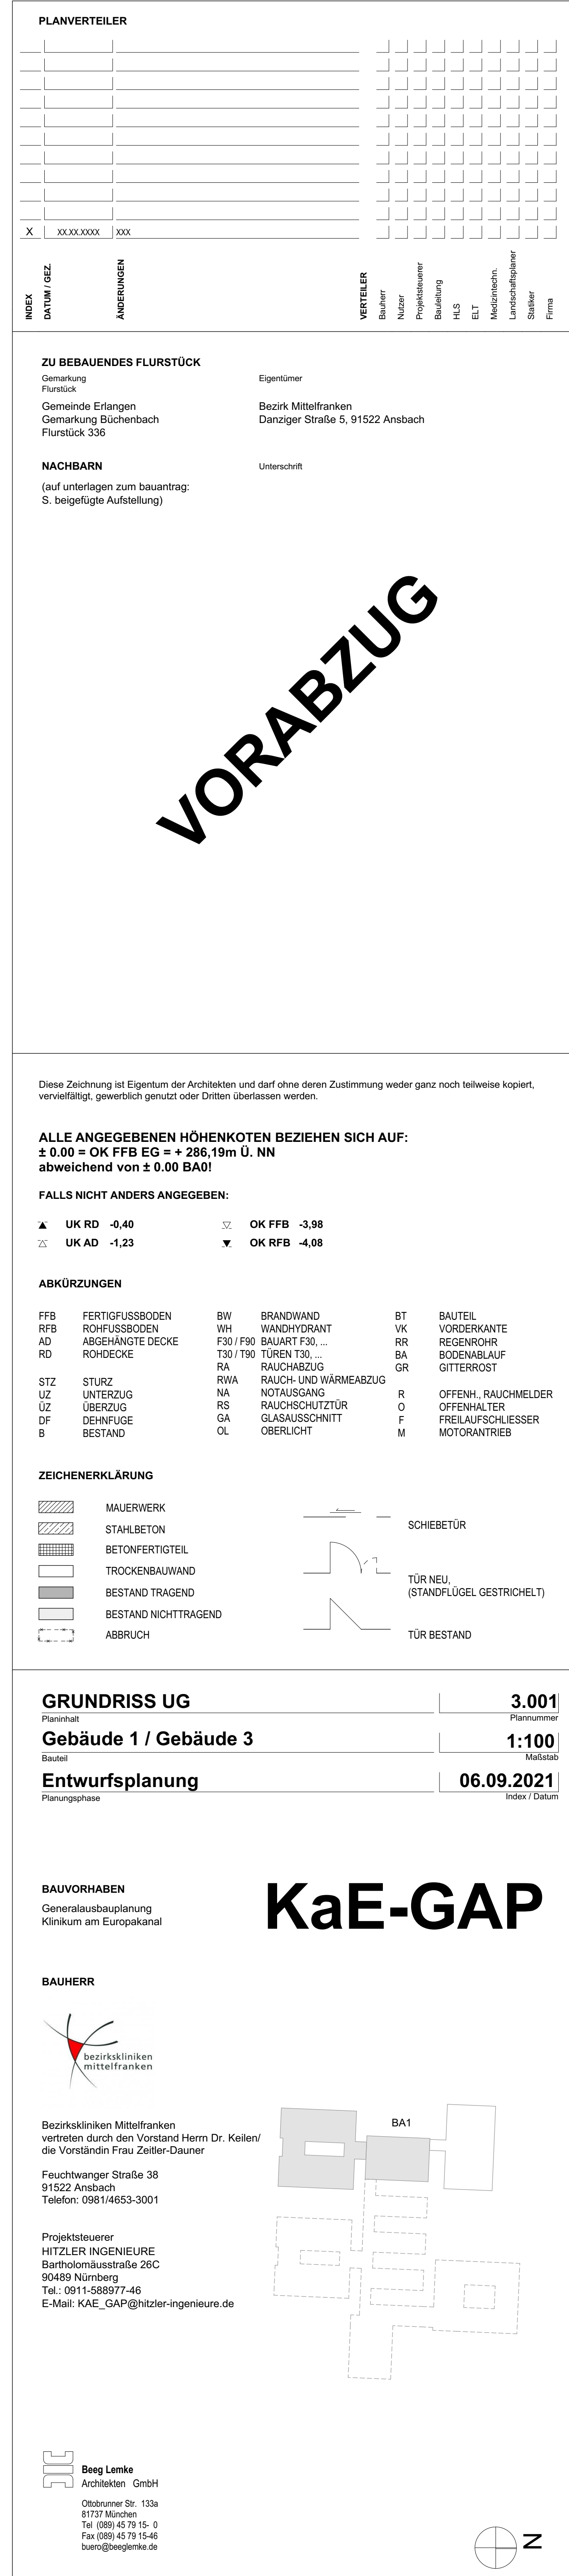 PLANVERTEILER
X XX.XX.XXXX XXX
INDEX
DATUM / GEZ.
ÄNDERUNGEN
VERTEILER
Bauherr
Nutzer
Projektsteuerer
Bauleitung
HLS
ELT
Medizintechn.
Landschaftsplaner
Statiker
Firma
ZU BEBAUENDES FLURSTÜCK
Gemarkung
Flurstück
Eigentümer
Gemeinde Erlangen
Gemarkung Büchenbach
Flurstück 336
Bezirk Mittelfranken
Danziger Straße 5, 91522 Ansbach
NACHBARN
Unterschrift
(auf unterlagen zum bauantrag:
S. beigefügte Aufstellung)
VORABZUG
Diese Zeichnung ist Eigentum der Architekten und darf ohne deren Zustimmung weder ganz noch teilweise kopiert,
vervielfältigt, gewerblich genutzt oder Dritten überlassen werden.
ALLE ANGEGEBENEN HÖHENKOTEN BEZIEHEN SICH AUF:
± 0.00 = OK FFB EG = + 286,19m Ü. NN
abweichend von ± 0.00 BA0!
FALLS NICHT ANDERS ANGEGEBEN:
UK RD -0,40 OK FFB -3,98
UK AD -1,23 OK RFB -4,08
ABKÜRZUNGEN
FFB FERTIGFUSSBODEN
RFB ROHFUSSBODEN
AD ABGEHÄNGTE DECKE
RD ROHDECKE
STZ STURZ
UZ UNTERZUG
ÜZ ÜBERZUG
DF DEHNFUGE
B BESTAND
BW BRANDWAND
WH WANDHYDRANT
F30 / F90 BAUART F30, ...
T30 / T90 TÜREN T30, ...
RA RAUCHABZUG
RWA RAUCH- UND WÄRMEABZUG
NA NOTAUSGANG
RS RAUCHSCHUTZTÜR
GA GLASAUSSCHNITT
OL OBERLICHT
BT BAUTEIL
VK VORDERKANTE
RR REGENROHR
BA BODENABLAUF
GR GITTERROST
R OFFENH., RAUCHMELDER
O OFFENHALTER
F FREILAUFSCHLIESSER
M MOTORANTRIEB
ZEICHENERKLÄRUNG
MAUERWERK
STAHLBETON
BETONFERTIGTEIL
TROCKENBAUWAND
BESTAND TRAGEND
BESTAND NICHTTRAGEND
ABBRUCH
SCHIEBETÜR
TÜR NEU,
(STANDFLÜGEL GESTRICHELT)
TÜR BESTAND
GRUNDRISS UG 3.001
Planinhalt Plannummer
Gebäude 1 / Gebäude 3 1:100
Bauteil Maßstab
Entwurfsplanung 06.09.2021
Planungsphase Index / Datum
BAUVORHABEN
Generalausbauplanung
Klinikum am Europakanal
KaE-GAP
BAUHERR
bezirkskliniken
mittelfranken
BA1
Bezirkskliniken Mittelfranken
vertreten durch den Vorstand Herrn Dr. Keilen/
die Vorständin Frau Zeitler-Dauner
Feuchtwanger Straße 38
91522 Ansbach
Telefon: 0981/4653-3001
Projektsteuerer
HITZLER INGENIEURE
Bartholomäusstraße 26C
90489 Nürnberg
Tel.: 0911-588977-46
E-Mail: KAE_GAP@hitzler-ingenieure.de
Beeg Lemke
Architekten GmbH
Ottobrunner Str. 133a
81737 München
Tel (089) 45 79 15- 0
Fax (089) 45 79 15-46
buero@beeglemke.de
N